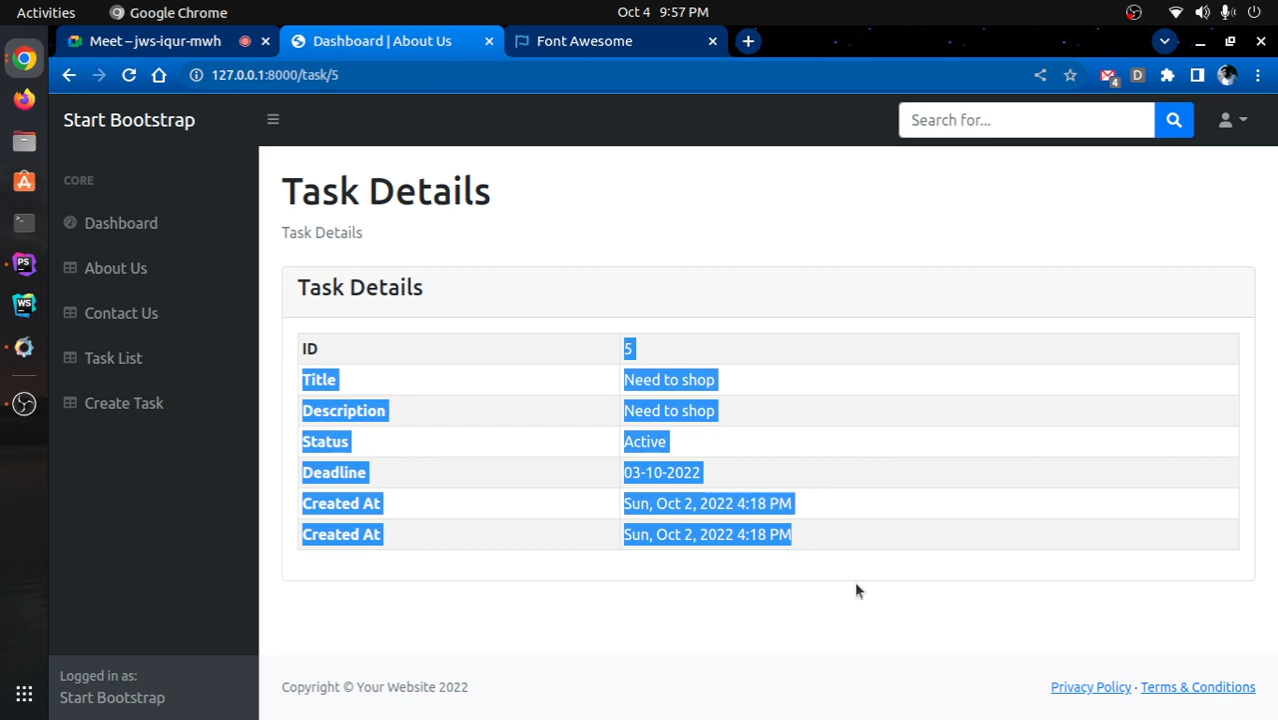 Activities Google Chrome Oct 4 9:57 PM
Meet – jws-iqur-mwh Dashboard | About Us Font Awesome
127.0.0.1:8000/task/5 4 D
Start Bootstrap Search for...
CORE
Dashboard
About Us
Contact Us
Task List
Create Task
Logged in as:
Start Bootstrap
Task Details
Task Details
Task Details
ID 5
Title Need to shop
Description Need to shop
Status Active
Deadline 03-10-2022
Created At Sun, Oct 2, 2022 4:18 PM
Created At Sun, Oct 2, 2022 4:18 PM
Copyright © Your Website 2022 Privacy Policy · Terms & Conditions
PS
WS